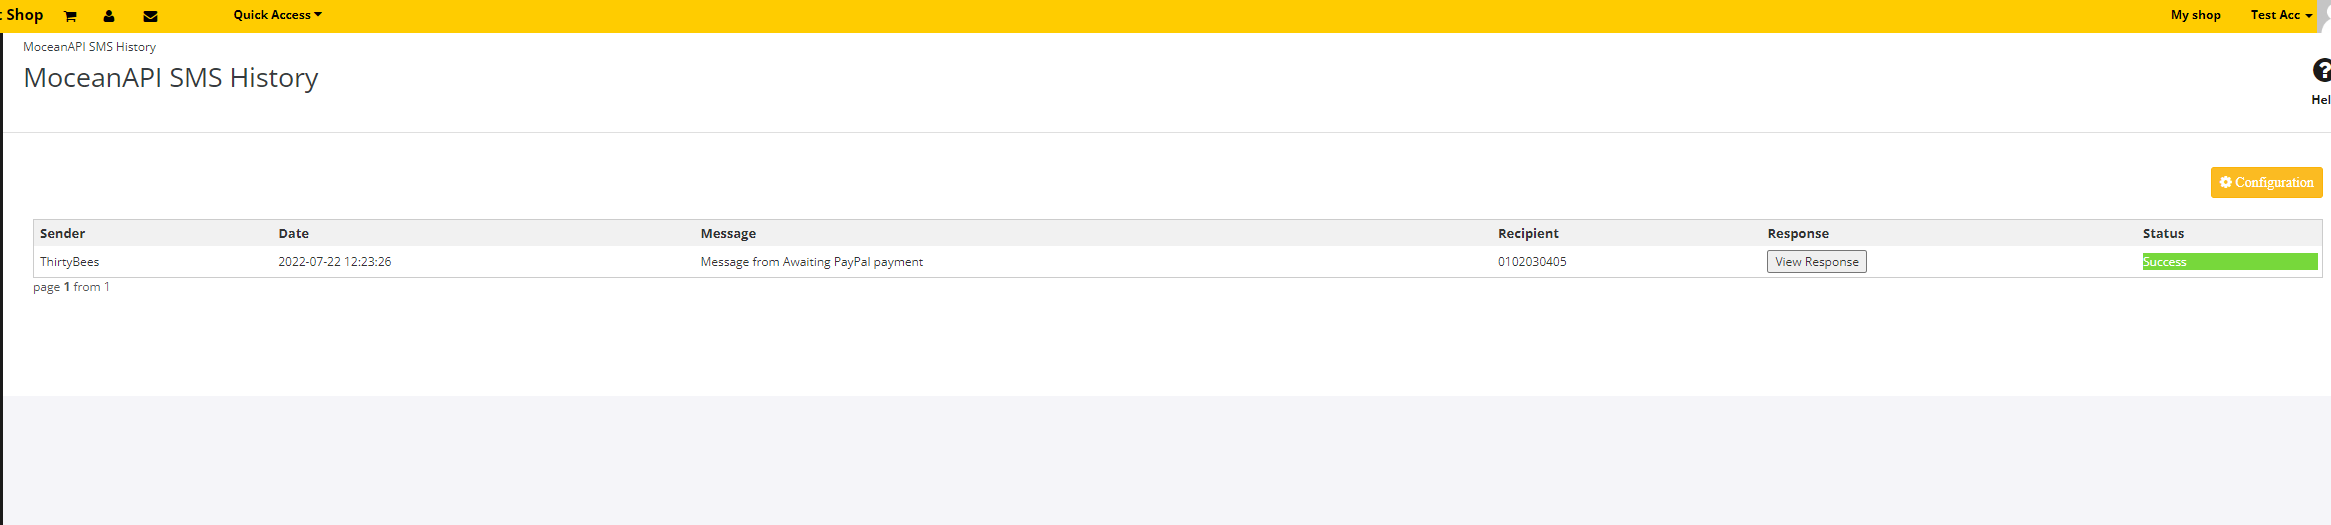 t Shop Quick Access My shop Test Acc
MoceanAPI SMS History
MoceanAPI SMS History
Hel
Configuration
Sender Date Message Recipient Response Status
ThirtyBees 2022-07-22 12:23:26 Message from Awaiting PayPal payment 0102030405 View Response Success
page 1 from 1